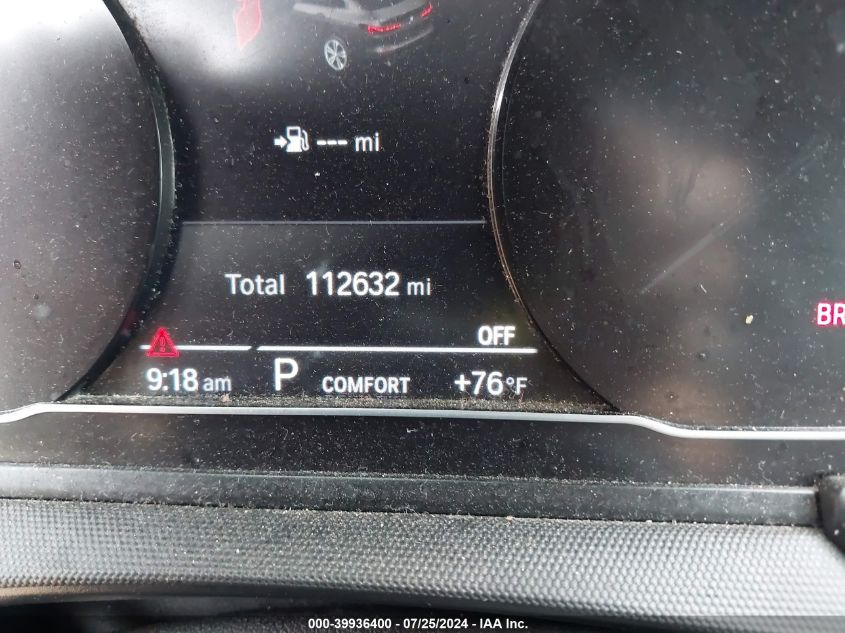 --- mi
Total 112632 mi
OFF
9:18 am P COMFORT +76°F
BR
000-39936400 - 07/25/2024 - IAA Inc.